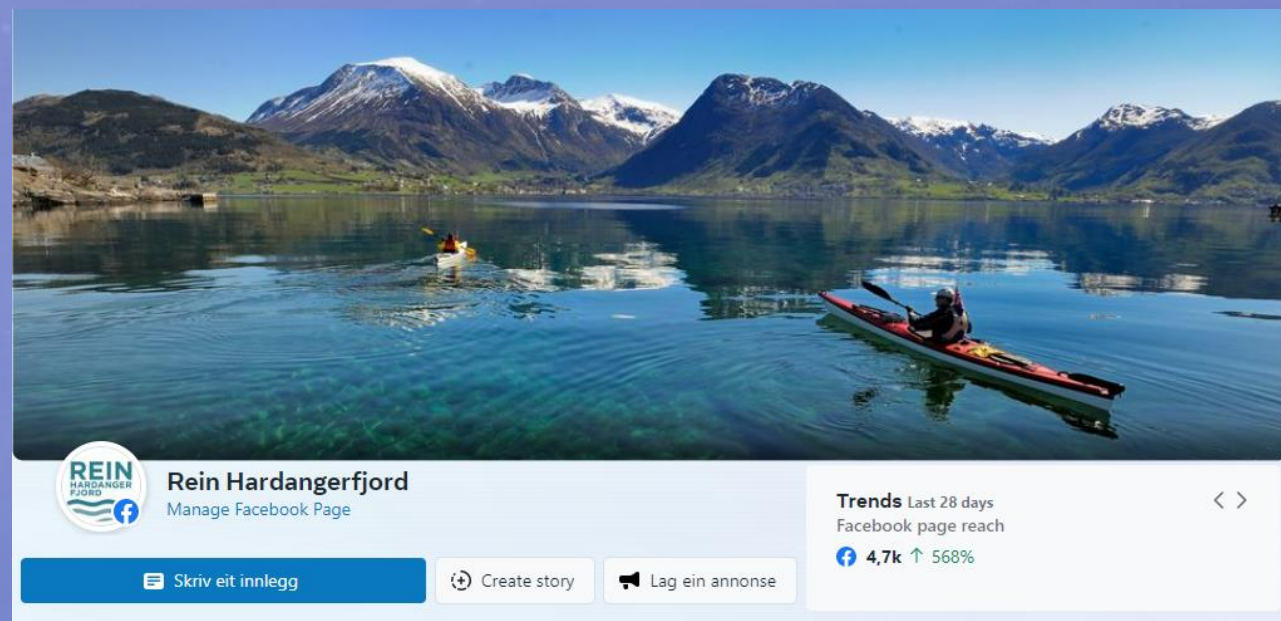 REIN
HARDANGER
FJORD
Rein Hardangerfjord
Manage Facebook Page
Skriv eit innlegg
Create story
Lag ein annonse
Trends Last 28 days
Facebook page reach
4,7k ↑ 568%